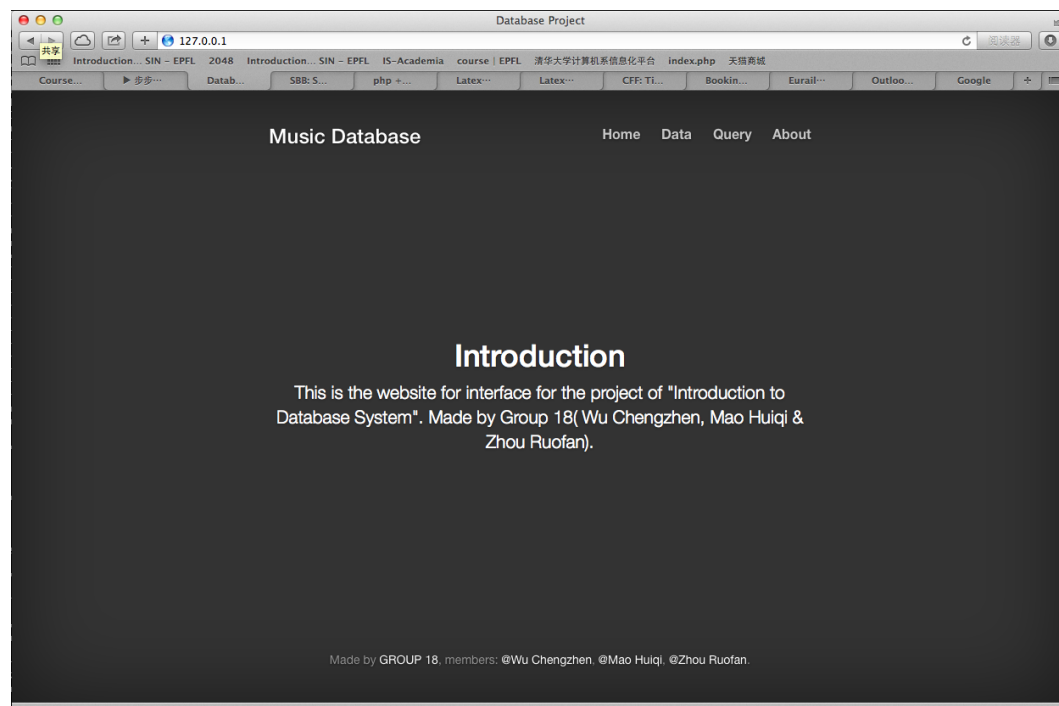 Database Project
127.0.0.1
阅读器
共享
Introduction... SIN – EPFL 2048 Introduction... SIN – EPFL IS-Academia course | EPFL 清华大学计算机系信息化平台 index.php 天猫商城
Course... ▶ 步步... Datab... SBB: S... php +... Latex... Latex... CFF: Ti... Bookin... Eurail... Outloo... Google
Music Database Home Data Query About
Introduction
This is the website for interface for the project of "Introduction to
Database System". Made by Group 18( Wu Chengzhen, Mao Huiqi &
Zhou Ruofan).
Made by GROUP 18, members: @Wu Chengzhen, @Mao Huiqi, @Zhou Ruofan.